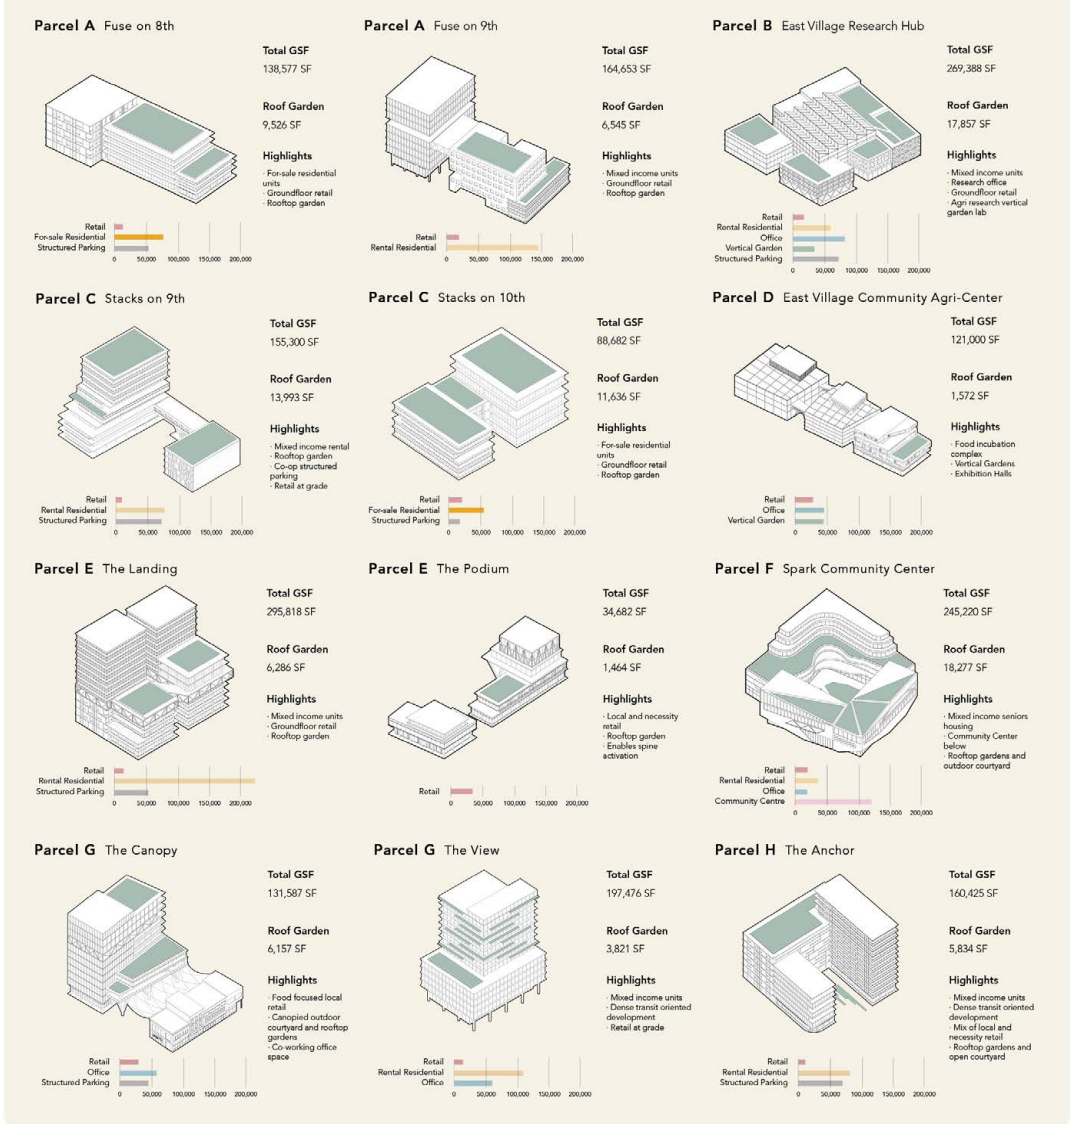 Parcel A Fuse on 8th
Total GSF
138,577 SF
Roof Garden
9,526 SF
Highlights
· For-sale residential
units
· Groundfloor retail
· Rooftop garden
Retail
For-sale Residential
Structured Parking
0 50,000 100,000 150,000 200,000
Parcel A Fuse on 9th
Total GSF
164,653 SF
Roof Garden
6,545 SF
Highlights
· Mixed income units
· Groundfloor retail
· Rooftop garden
Retail
Rental Residential
0 50,000 100,000 150,000 200,000
Parcel B East Village Research Hub
Total GSF
269,388 SF
Roof Garden
17,857 SF
Highlights
· Mixed income units
· Research office
· Groundfloor retail
· Agri research vertical
garden lab
Retail
Rental Residential
Office
Vertical Garden
Structured Parking
0 50,000 100,000 150,000 200,000
Parcel C Stacks on 9th
Total GSF
155,300 SF
Roof Garden
13,993 SF
Highlights
· Mixed income rental
· Rooftop garden
· Co-op structured
parking
· Retail at grade
Retail
Rental Residential
Structured Parking
0 50,000 100,000 150,000 200,000
Parcel C Stacks on 10th
Total GSF
88,682 SF
Roof Garden
11,636 SF
Highlights
· For-sale residential
units
· Groundfloor retail
· Rooftop garden
Retail
For-sale Residential
Structured Parking
0 50,000 100,000 150,000 200,000
Parcel D East Village Community Agri-Center
Total GSF
121,000 SF
Roof Garden
1,572 SF
Highlights
· Food incubation
complex
· Vertical Gardens
· Exhibition Halls
Retail
Office
Vertical Garden
0 50,000 100,000 150,000 200,000
Parcel E The Landing
Total GSF
295,818 SF
Roof Garden
6,286 SF
Highlights
· Mixed income units
· Groundfloor retail
· Rooftop garden
Retail
Rental Residential
Structured Parking
0 50,000 100,000 150,000 200,000
Parcel E The Podium
Total GSF
34,682 SF
Roof Garden
1,464 SF
Highlights
· Local and necessity
retail
· Rooftop garden
· Enables spine
activation
Retail
0 50,000 100,000 150,000 200,000
Parcel F Spark Community Center
Total GSF
245,220 SF
Roof Garden
18,277 SF
Highlights
· Mixed income seniors
housing
· Community Center
below
· Rooftop gardens and
outdoor courtyard
Retail
Rental Residential
Office
Community Centre
0 50,000 100,000 150,000 200,000
Parcel G The Canopy
Total GSF
131,587 SF
Roof Garden
6,157 SF
Highlights
· Food focused local
retail
· Canopied outdoor
courtyard and rooftop
gardens
· Co-working office
space
Retail
Office
Structured Parking
0 50,000 100,000 150,000 200,000
Parcel G The View
Total GSF
197,476 SF
Roof Garden
3,821 SF
Highlights
· Mixed income units
· Dense transit oriented
development
· Retail at grade
Retail
Rental Residential
Office
0 50,000 100,000 150,000 200,000
Parcel H The Anchor
Total GSF
160,425 SF
Roof Garden
5,834 SF
Highlights
· Mixed income units
· Dense transit oriented
development
· Mix of local and
necessity retail
· Rooftop gardens and
open courtyard
Retail
Rental Residential
Structured Parking
0 50,000 100,000 150,000 200,000